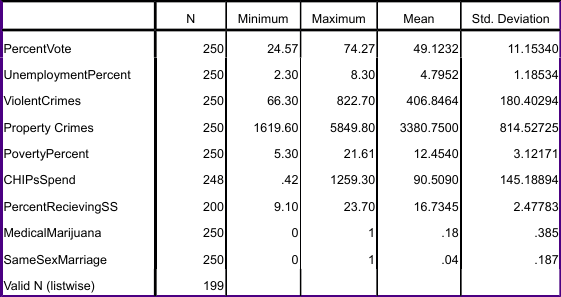 N Minimum Maximum Mean Std. Deviation
PercentVote 250 24.57 74.27 49.1232 11.15340
UnemploymentPercent 250 2.30 8.30 4.7952 1.18534
ViolentCrimes 250 66.30 822.70 406.8464 180.40294
Property Crimes 250 1619.60 5849.80 3380.7500 814.52725
PovertyPercent 250 5.30 21.61 12.4540 3.12171
CHIPsSpend 248 .42 1259.30 90.5090 145.18894
PercentRecievingSS 200 9.10 23.70 16.7345 2.47783
MedicalMarijuana 250 0 1 .18 .385
SameSexMarriage 250 0 1 .04 .187
Valid N (listwise) 199